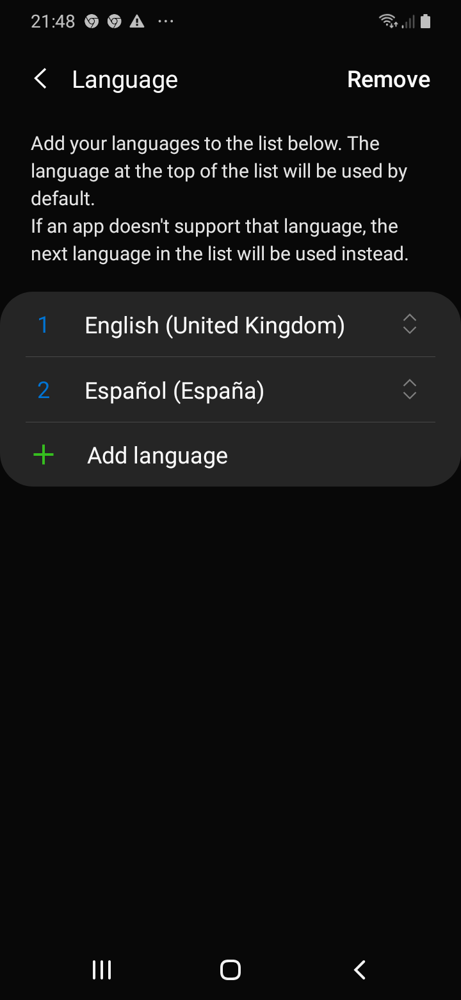 21:48
Language
Remove
Add your languages to the list below. The
language at the top of the list will be used by
default.
If an app doesn't support that language, the
next language in the list will be used instead.
1 English (United Kingdom)
2 Español (España)
+ Add language